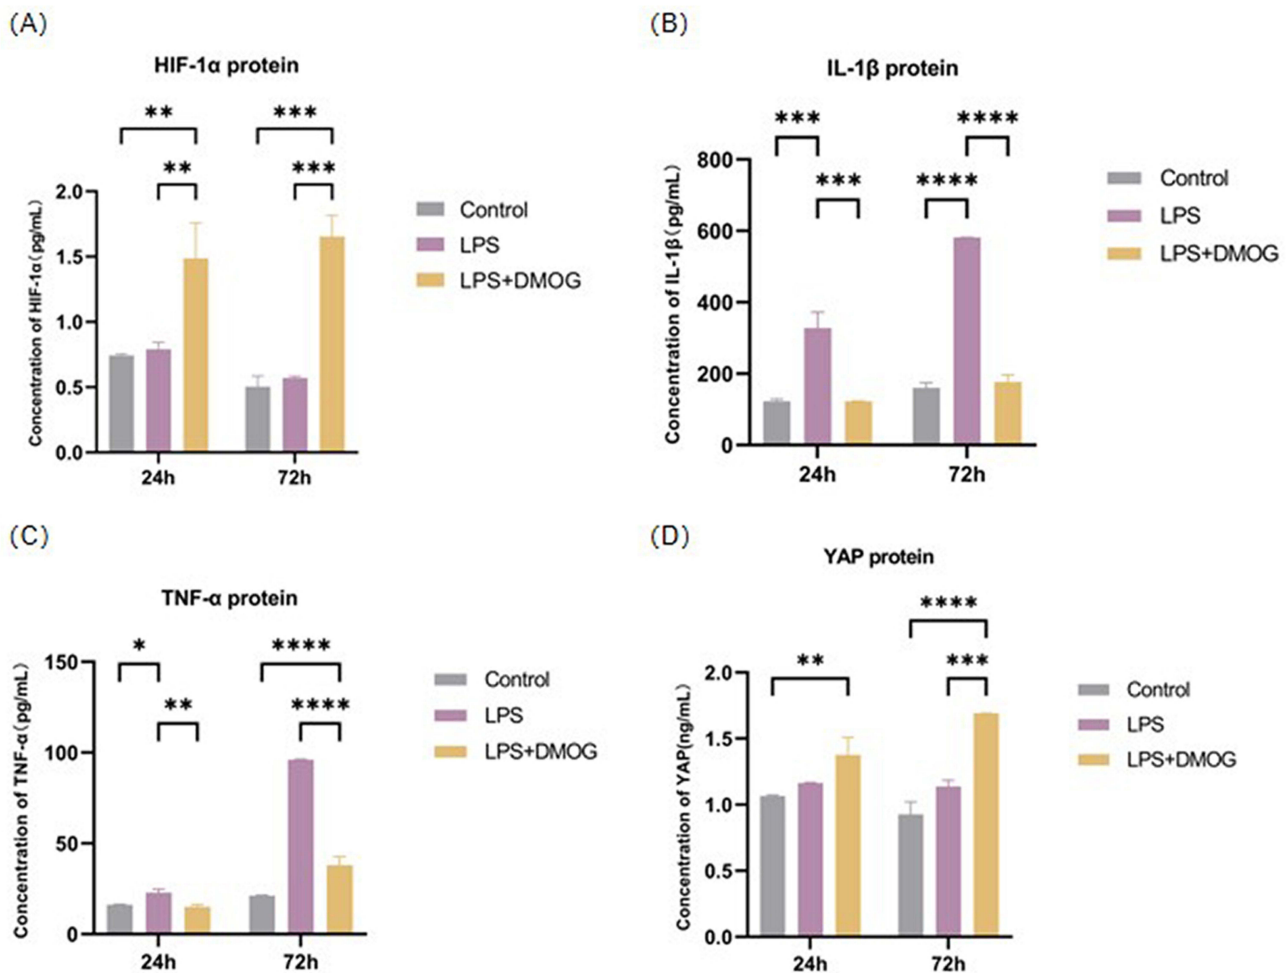 (A)
HIF-1α protein
** ***
** ***
Concentration of HIF-1α(pg/mL)
2.0
1.5
1.0
0.5
0.0
24h 72h
Control
LPS
LPS+DMOG
(B)
IL-1β protein
*** ****
*** ****
Concentration of IL-1β(pg/mL)
800
600
400
200
0
24h 72h
Control
LPS
LPS+DMOG
(C)
TNF-α protein
* ****
** ****
Concentration of TNF-α(pg/mL)
150
100
50
0
24h 72h
Control
LPS
LPS+DMOG
(D)
YAP protein
****
** ***
Concentration of YAP(ng/mL)
2.0
1.5
1.0
0.5
0.0
24h 72h
Control
LPS
LPS+DMOG